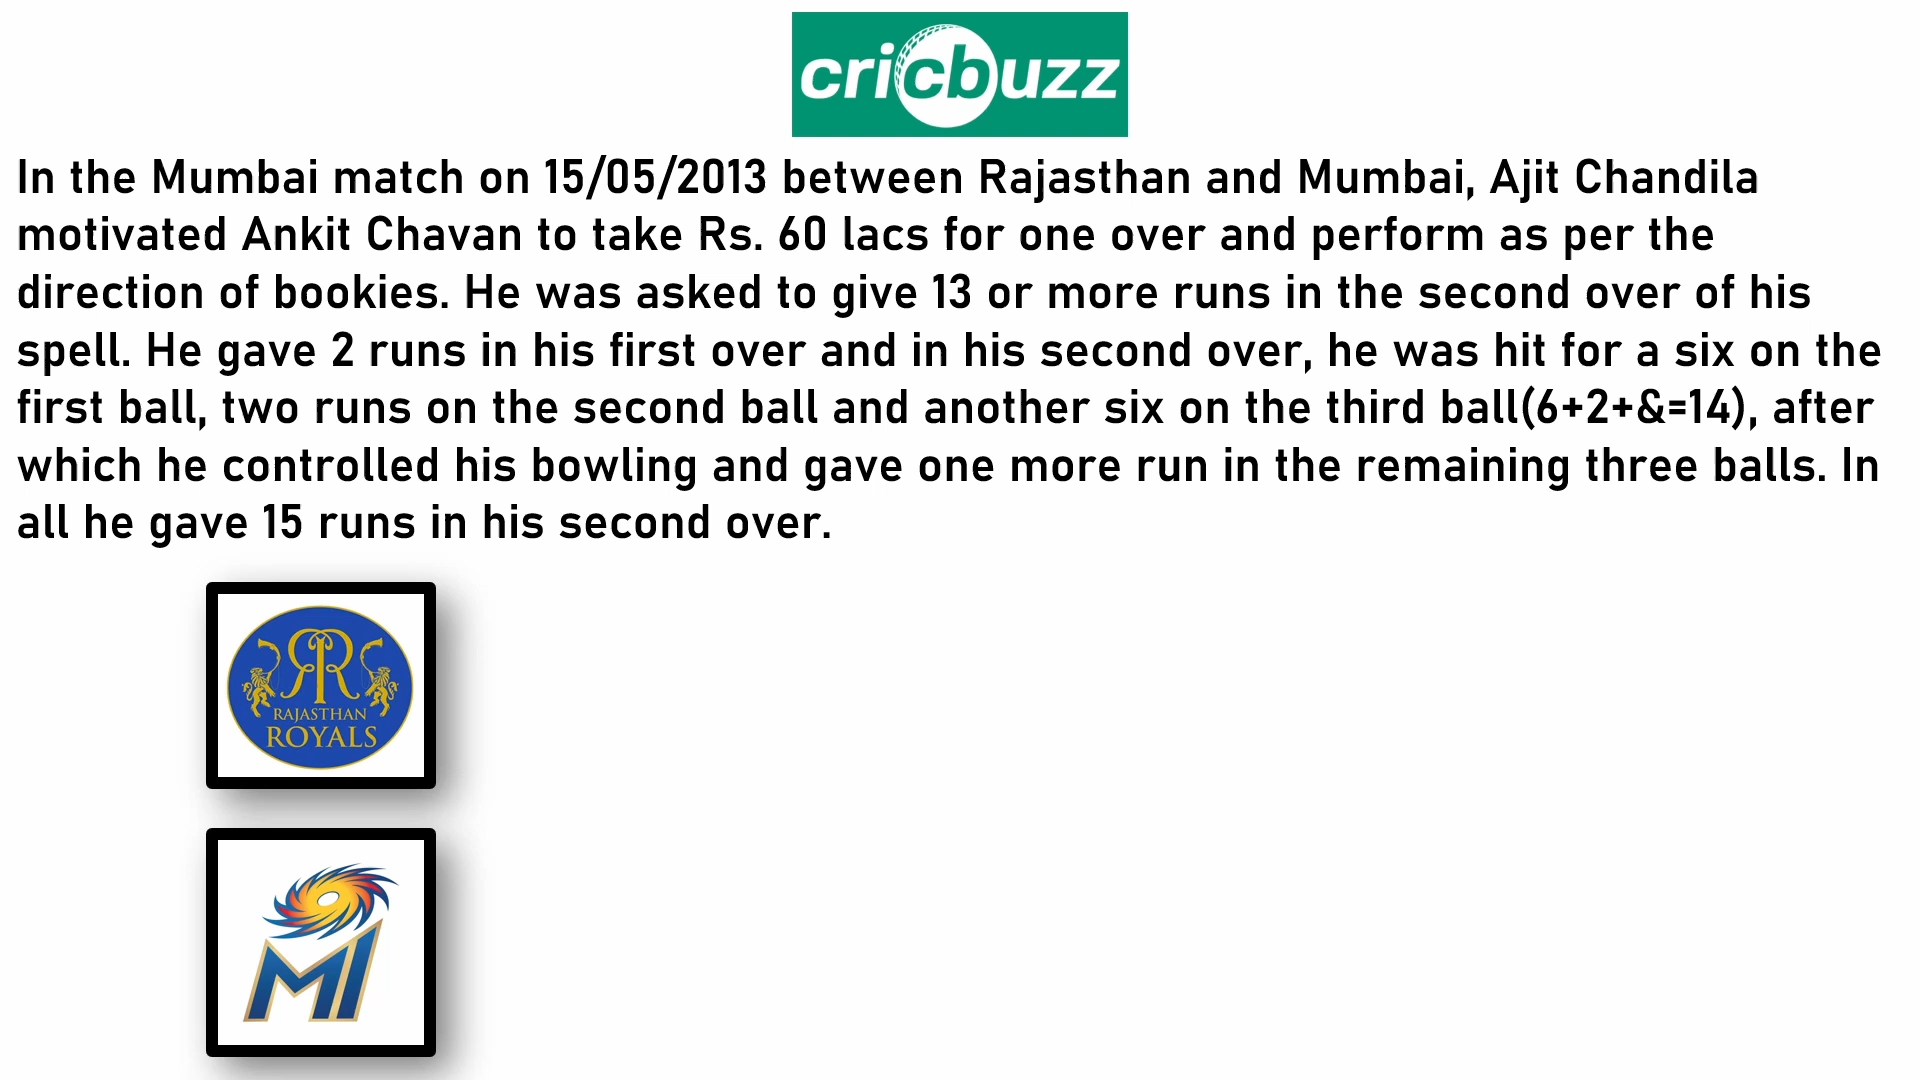 cricbuzz
In the Mumbai match on 15/05/2013 between Rajasthan and Mumbai, Ajit Chandila
motivated Ankit Chavan to take Rs. 60 lacs for one over and perform as per the
direction of bookies. He was asked to give 13 or more runs in the second over of his
spell. He gave 2 runs in his first over and in his second over, he was hit for a six on the
first ball, two runs on the second ball and another six on the third ball(6+2+&=14), after
which he controlled his bowling and gave one more run in the remaining three balls. In
all he gave 15 runs in his second over.
RR
RAJASTHAN
ROYALS
MI